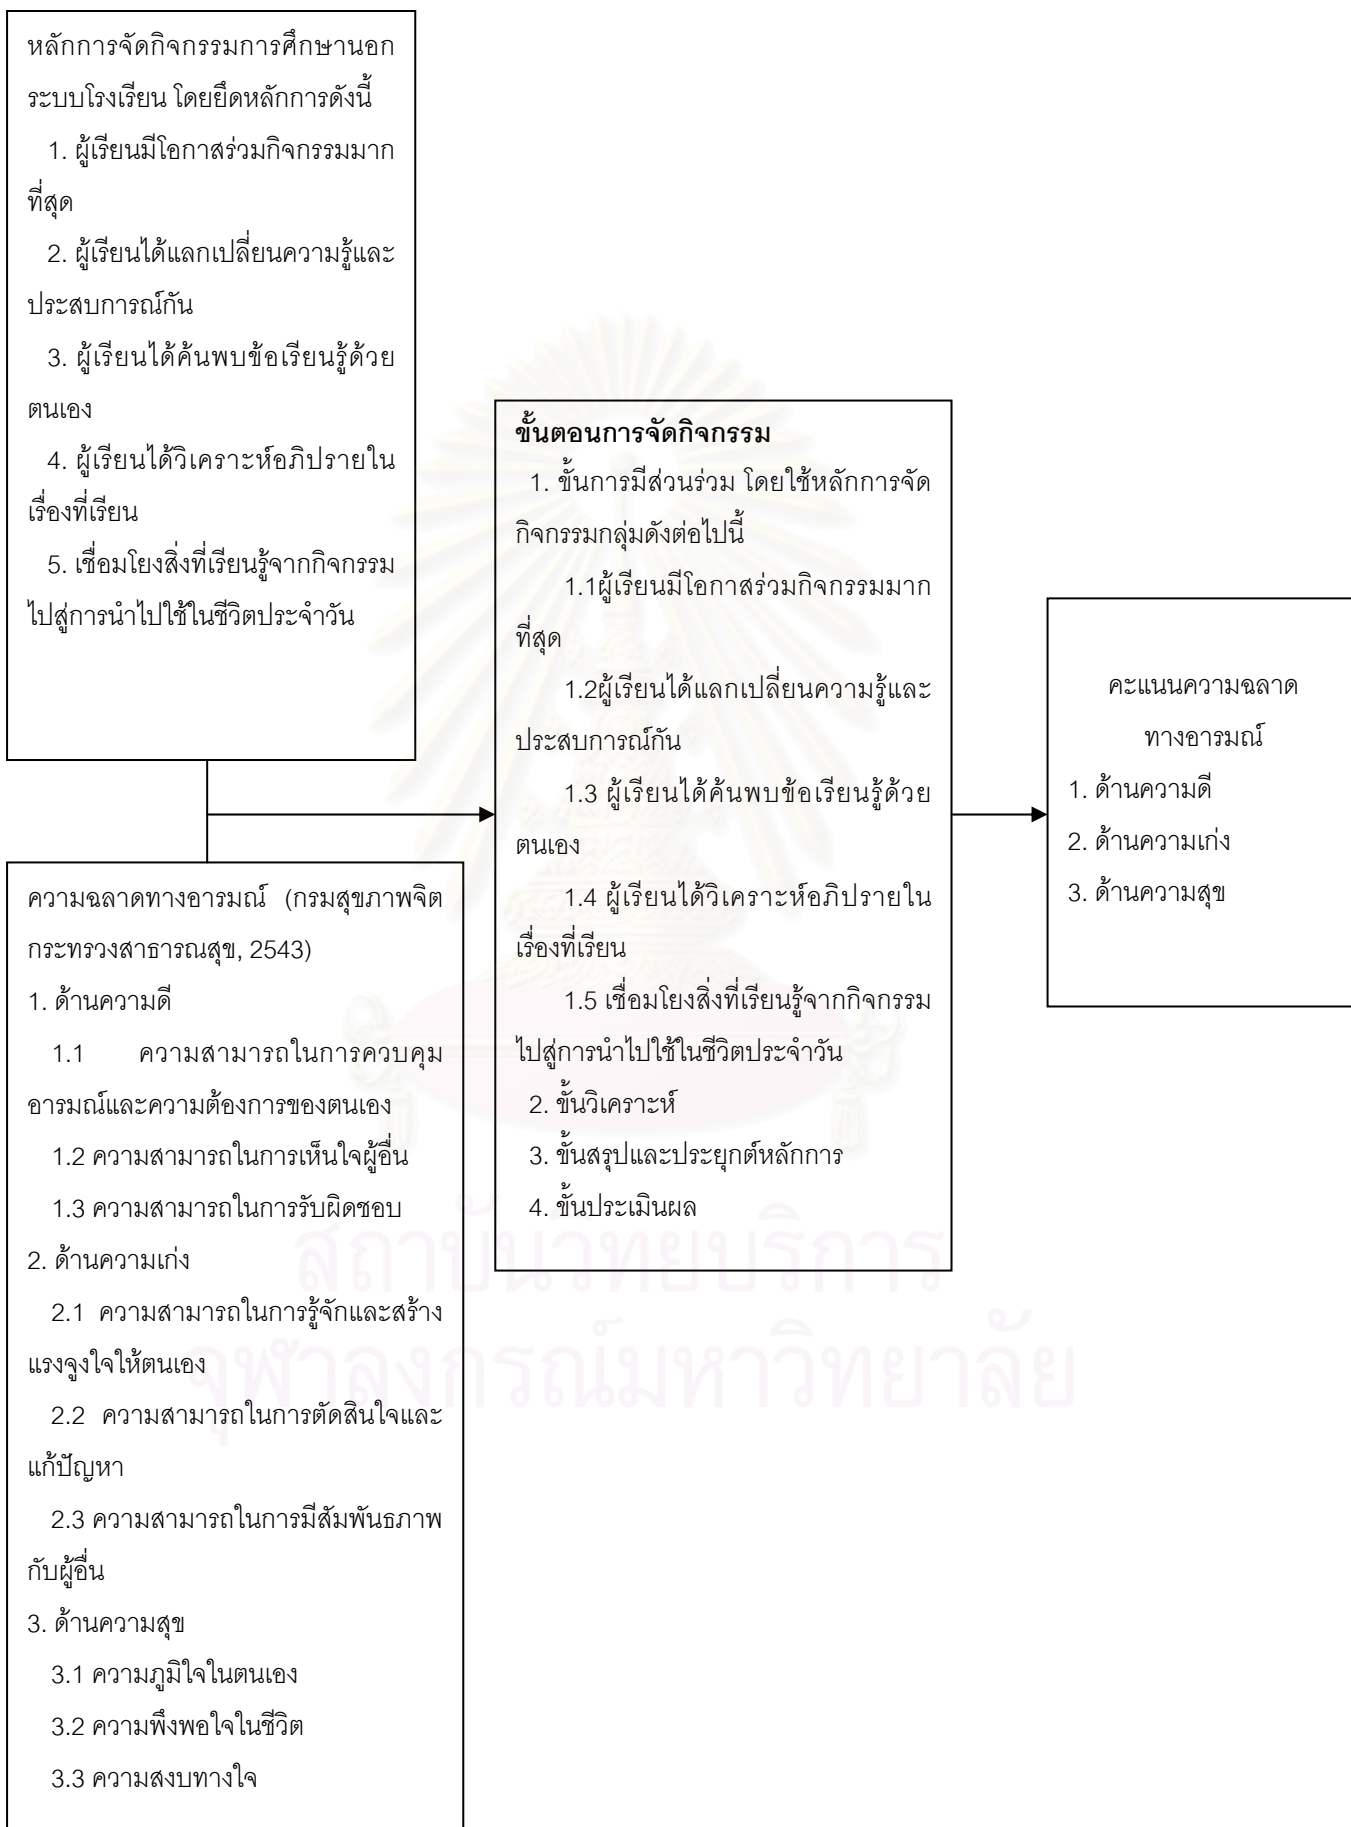 หลักการจัดกิจกรรมการศึกษานอก
ระบบโรงเรียน โดยยึดหลักการดังนี้
1. ผู้เรียนมีโอกาสร่วมกิจกรรมมาก
ที่สุด
2. ผู้เรียนได้แลกเปลี่ยนความรู้และ
ประสบการณ์กัน
3. ผู้เรียนได้ค้นพบข้อเรียนรู้ด้วย
ตนเอง
4. ผู้เรียนได้วิเคราะห์อภิปรายใน
เรื่องที่เรียน
5. เชื่อมโยงสิ่งที่เรียนรู้จากกิจกรรม
ไปสู่การนำไปใช้ในชีวิตประจำวัน
ความฉลาดทางอารมณ์ (กรมสุขภาพจิต
กระทรวงสาธารณสุข, 2543)
1. ด้านความดี
1.1 ความสามารถในการควบคุม
อารมณ์และความต้องการของตนเอง
1.2 ความสามารถในการเห็นใจผู้อื่น
1.3 ความสามารถในการรับผิดชอบ
2. ด้านความเก่ง
2.1 ความสามารถในการรู้จักและสร้าง
แรงจูงใจให้ตนเอง
2.2 ความสามารถในการตัดสินใจและ
แก้ปัญหา
2.3 ความสามารถในการมีสัมพันธภาพ
กับผู้อื่น
3. ด้านความสุข
3.1 ความภูมิใจในตนเอง
3.2 ความพึงพอใจในชีวิต
3.3 ความสงบทางใจ
ขั้นตอนการจัดกิจกรรม
1. ขั้นการมีส่วนร่วม โดยใช้หลักการจัด
กิจกรรมกลุ่มดังต่อไปนี้
1.1ผู้เรียนมีโอกาสร่วมกิจกรรมมาก
ที่สุด
1.2ผู้เรียนได้แลกเปลี่ยนความรู้และ
ประสบการณ์กัน
1.3 ผู้เรียนได้ค้นพบข้อเรียนรู้ด้วย
ตนเอง
1.4 ผู้เรียนได้วิเคราะห์อภิปรายใน
เรื่องที่เรียน
1.5 เชื่อมโยงสิ่งที่เรียนรู้จากกิจกรรม
ไปสู่การนำไปใช้ในชีวิตประจำวัน
2. ขั้นวิเคราะห์
3. ขั้นสรุปและประยุกต์หลักการ
4. ขั้นประเมินผล
คะแนนความฉลาด
ทางอารมณ์
1. ด้านความดี
2. ด้านความเก่ง
3. ด้านความสุข
สถาบันวิทยบริการ
จุฬาลงกรณ์มหาวิทยาลัย